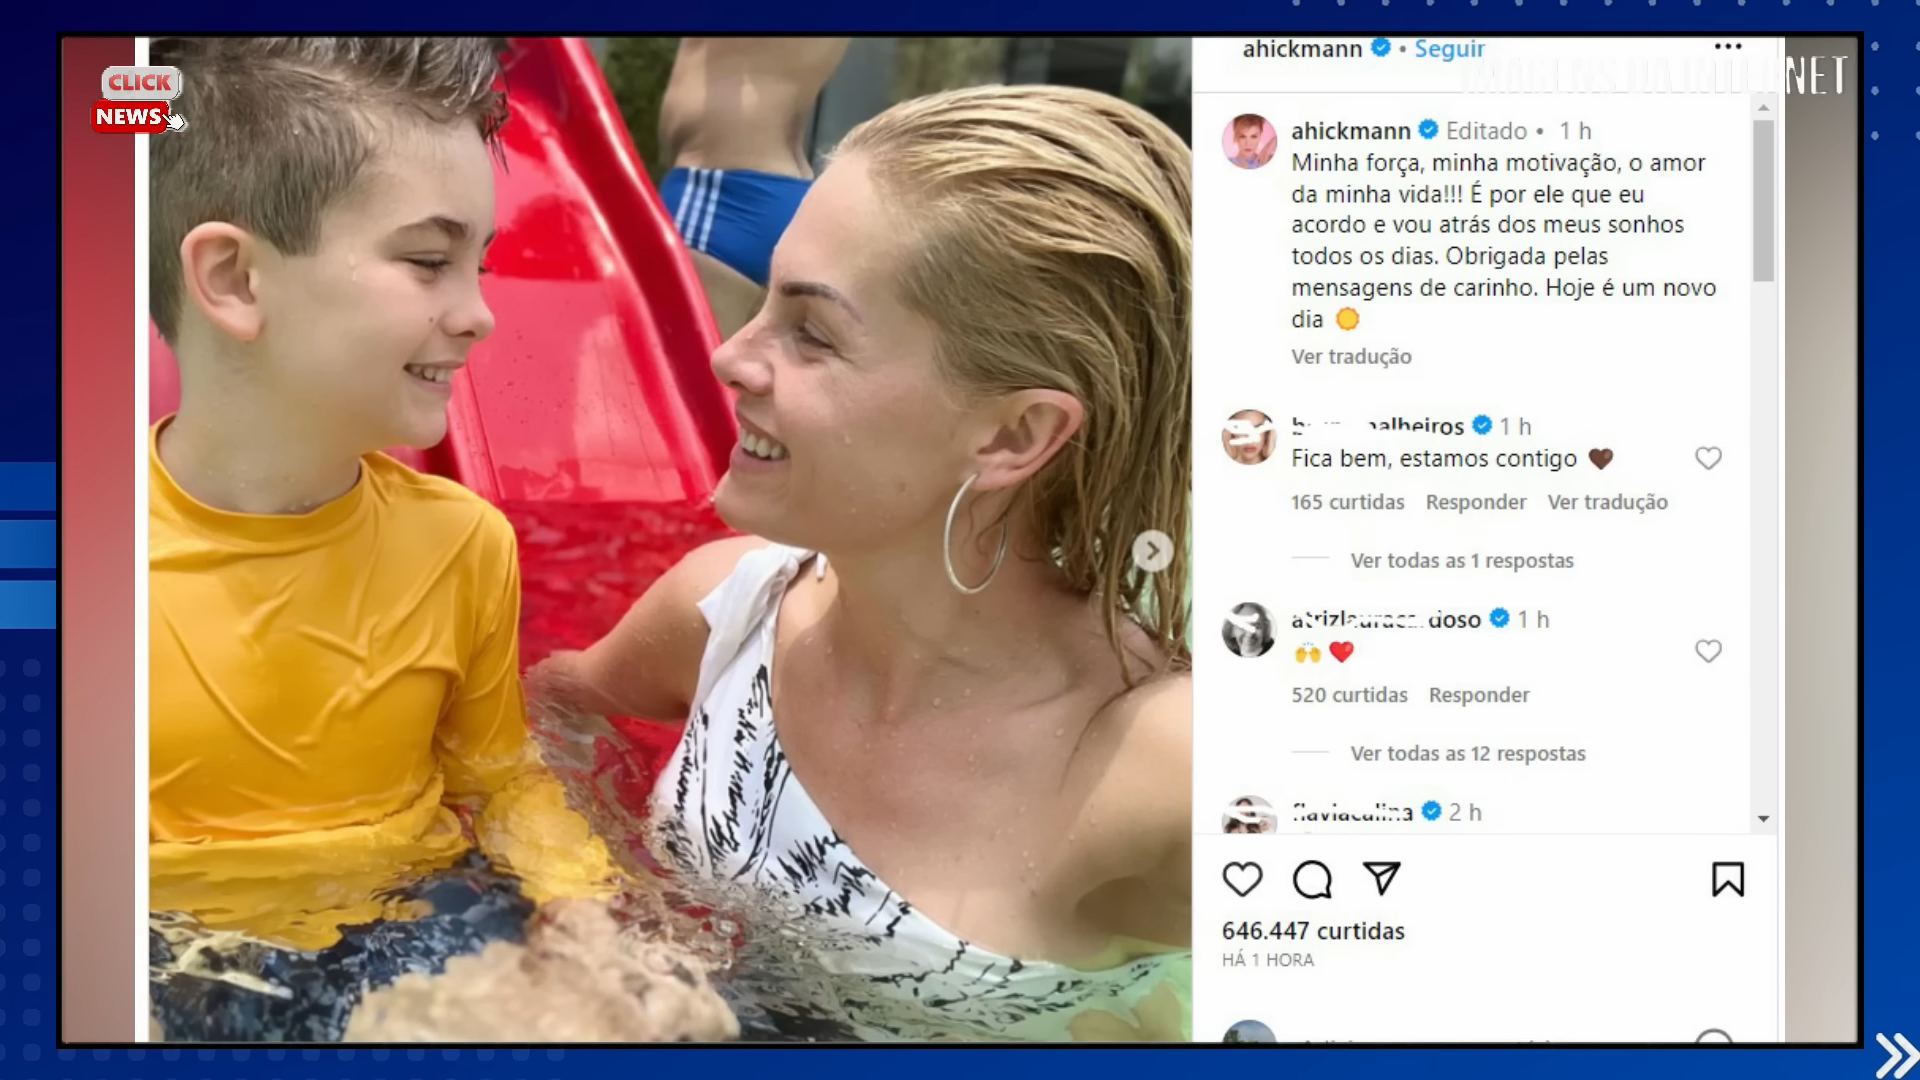 CLICK
NEWS
NET
ahickmann • Seguir
ahickmann Editado • 1 h
Minha força, minha motivação, o amor
da minha vida!!! É por ele que eu
acordo e vou atrás dos meus sonhos
todos os dias. Obrigada pelas
mensagens de carinho. Hoje é um novo
dia
Ver tradução
1 h
Fica bem, estamos contigo 🤎
165 curtidas Responder Ver tradução
Ver todas as 1 respostas
1 h
🙌❤️
520 curtidas Responder
Ver todas as 12 respostas
2 h
646.447 curtidas
HÁ 1 HORA